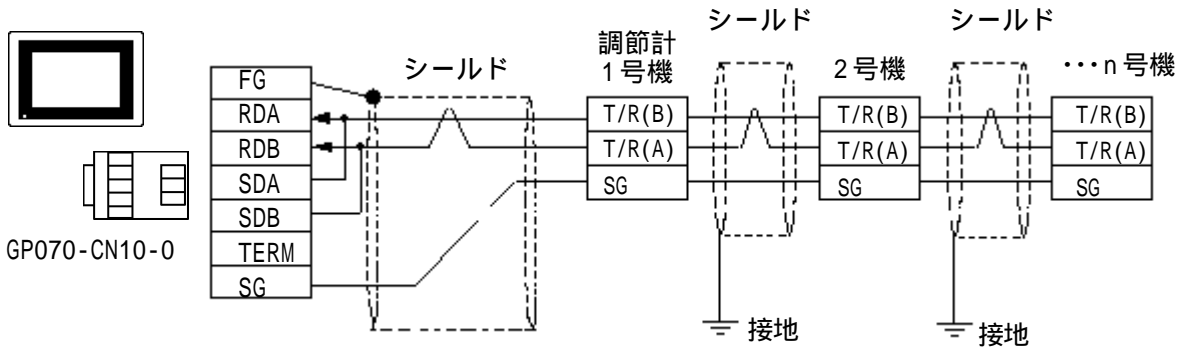 GP070-CN10-0
FG
RDA
RDB
SDA
SDB
TERM
SG
シールド
調節計
1号機
T/R(B)
T/R(A)
SG
シールド
接地
2号機
T/R(B)
T/R(A)
SG
シールド
接地
･･･n号機
T/R(B)
T/R(A)
SG